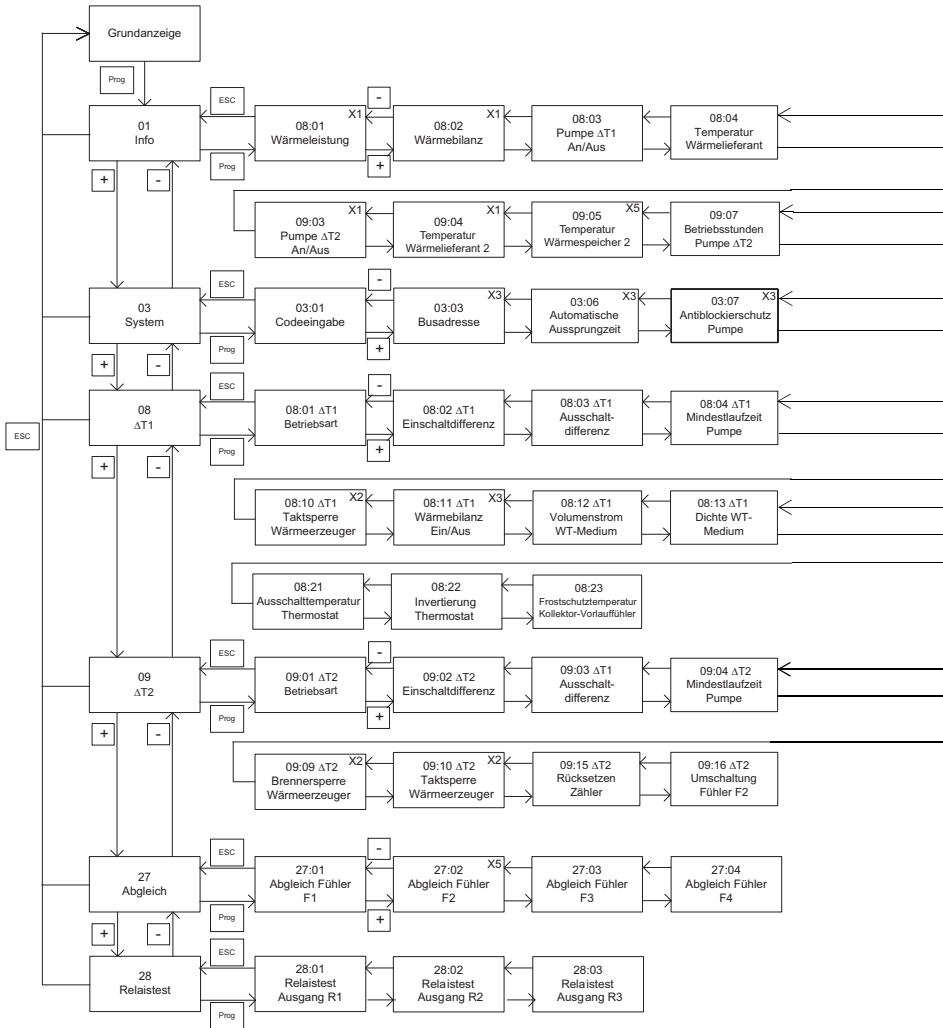 Grundanzeige
Prog
ESC
-
01
Info
08:01
X1
Wärmeleistung
08:02
X1
Wärmebilanz
08:03
Pumpe ΔT1
An/Aus
08:04
Temperatur
Wärmelieferant
Prog
+
+
-
09:03
X1
Pumpe ΔT2
An/Aus
09:04
X1
Temperatur
Wärmelieferant 2
09:05
X5
Temperatur
Wärmespeicher 2
09:07
Betriebsstunden
Pumpe ΔT2
ESC
-
03
System
03:01
Codeeingabe
03:03
X3
Busadresse
03:06
X3
Automatische
Aussprungzeit
03:07
X3
Antiblockierschutz
Pumpe
Prog
+
+
-
ESC
-
08
ΔT1
08:01 ΔT1
Betriebsart
08:02 ΔT1
Einschaltdifferenz
08:03 ΔT1
Ausschalt-
differenz
08:04 ΔT1
Mindestlaufzeit
Pumpe
ESC
Prog
+
+
-
08:10 ΔT1
X2
Taktsperre
Wärmeerzeuger
08:11 ΔT1
X3
Wärmebilanz
Ein/Aus
08:12 ΔT1
Volumenstrom
WT-Medium
08:13 ΔT1
Dichte WT-
Medium
08:21
Ausschalttemperatur
Thermostat
08:22
Invertierung
Thermostat
08:23
Frostschutztemperatur
Kollektor-Vorlauffühler
ESC
-
09
ΔT2
09:01 ΔT2
Betriebsart
09:02 ΔT2
Einschaltdifferenz
09:03 ΔT1
Ausschalt-
differenz
09:04 ΔT2
Mindestlaufzeit
Pumpe
Prog
+
+
-
09:09 ΔT2
X2
Brennersperre
Wärmeerzeuger
09:10 ΔT2
X2
Taktsperre
Wärmeerzeuger
09:15 ΔT2
Rücksetzen
Zähler
09:16 ΔT2
Umschaltung
Fühler F2
ESC
-
27
Abgleich
27:01
Abgleich Fühler
F1
27:02
X5
Abgleich Fühler
F2
27:03
Abgleich Fühler
F3
27:04
Abgleich Fühler
F4
Prog
+
+
-
ESC
28
Relaistest
28:01
Relaistest
Ausgang R1
28:02
Relaistest
Ausgang R2
28:03
Relaistest
Ausgang R3
Prog